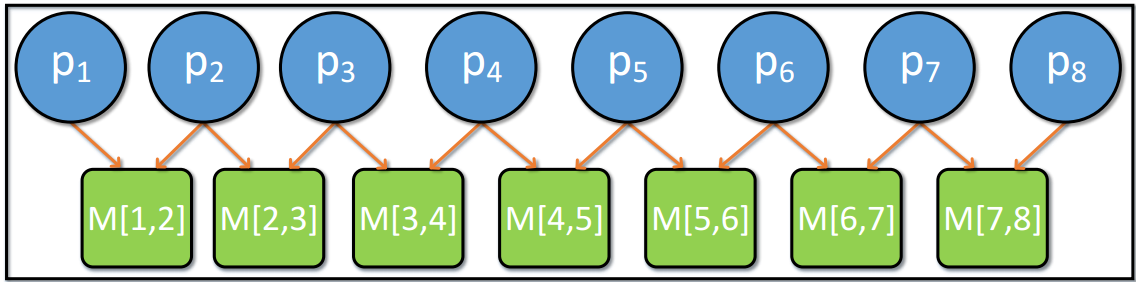 p₁ p₂ p₃ p₄ p₅ p₆ p₇ p₈
M[1,2] M[2,3] M[3,4] M[4,5] M[5,6] M[6,7] M[7,8]